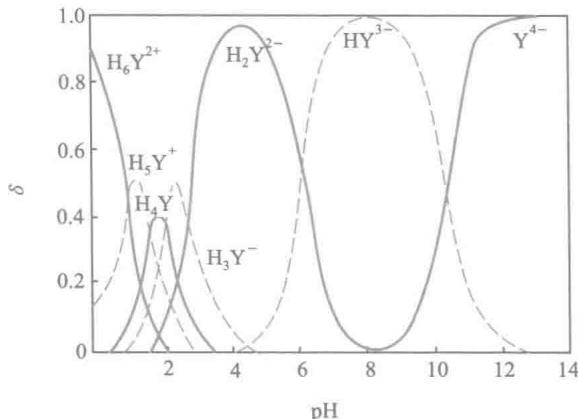 1.0
H₆Y²⁺
H₂Y²⁻
HY³⁻
Y⁴⁻
0.8
0.6
H₅Y⁺
δ
0.4
H₄Y
H₃Y⁻
0.2
0
2 4 6 8 10 12 14
pH